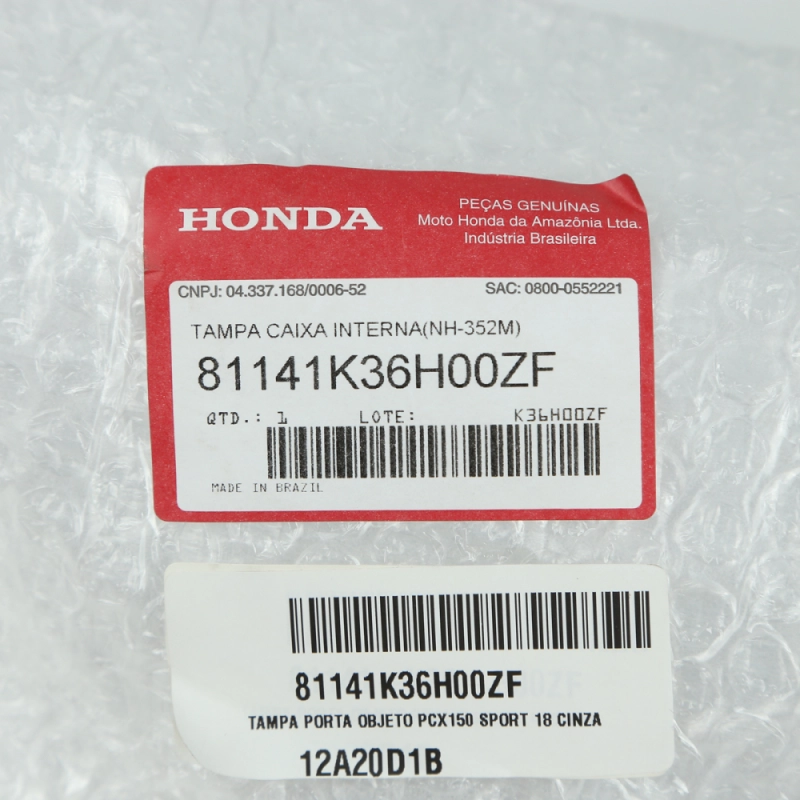 HONDA
PEÇAS GENUÍNAS
Moto Honda da Amazônia Ltda.
Indústria Brasileira
CNPJ: 04.337.168/0006-52 SAC: 0800-0552221
TAMPA CAIXA INTERNA(NH-352M)
81141K36H00ZF
QTD.: 1 LOTE: K36H00ZF
MADE IN BRAZIL
81141K36H00ZF
TAMPA PORTA OBJETO PCX150 SPORT 18 CINZA
12A20D1B